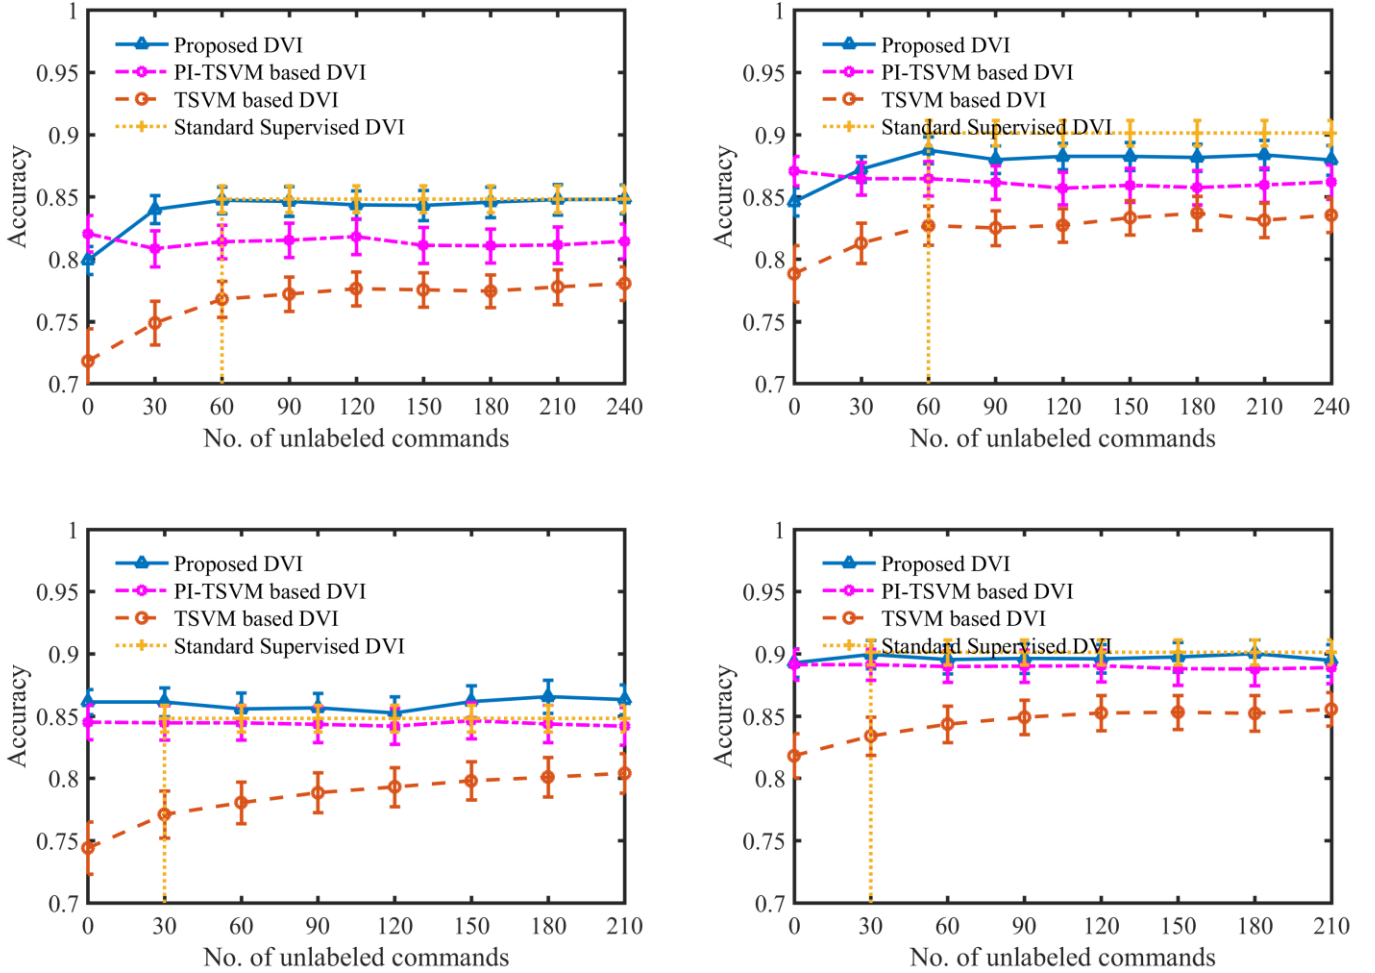 1
0.95
0.9
0.85
0.8
0.75
0.7
Accuracy
Proposed DVI
PI-TSVM based DVI
TSVM based DVI
Standard Supervised DVI
0 30 60 90 120 150 180 210 240
No. of unlabeled commands
1
0.95
0.9
0.85
0.8
0.75
0.7
Accuracy
Proposed DVI
PI-TSVM based DVI
TSVM based DVI
Standard Supervised DVI
0 30 60 90 120 150 180 210 240
No. of unlabeled commands
1
0.95
0.9
0.85
0.8
0.75
0.7
Accuracy
Proposed DVI
PI-TSVM based DVI
TSVM based DVI
Standard Supervised DVI
0 30 60 90 120 150 180 210
No. of unlabeled commands
1
0.95
0.9
0.85
0.8
0.75
0.7
Accuracy
Proposed DVI
PI-TSVM based DVI
TSVM based DVI
Standard Supervised DVI
0 30 60 90 120 150 180 210
No. of unlabeled commands